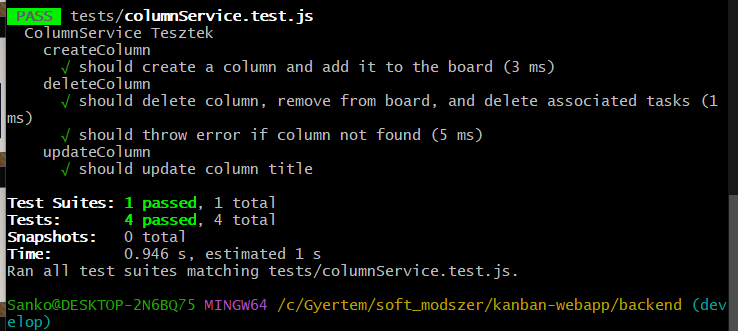 PASS tests/columnService.test.js
ColumnService Tesztek
createColumn
√ should create a column and add it to the board (3 ms)
deleteColumn
√ should delete column, remove from board, and delete associated tasks (1
ms)
√ should throw error if column not found (5 ms)
updateColumn
√ should update column title
Test Suites: 1 passed, 1 total
Tests: 4 passed, 4 total
Snapshots: 0 total
Time: 0.946 s, estimated 1 s
Ran all test suites matching tests/columnService.test.js.
Sanko@DESKTOP-2N6BQ75 MINGW64 /c/Gyertem/soft_modszer/kanban-webapp/backend (dev
elop)